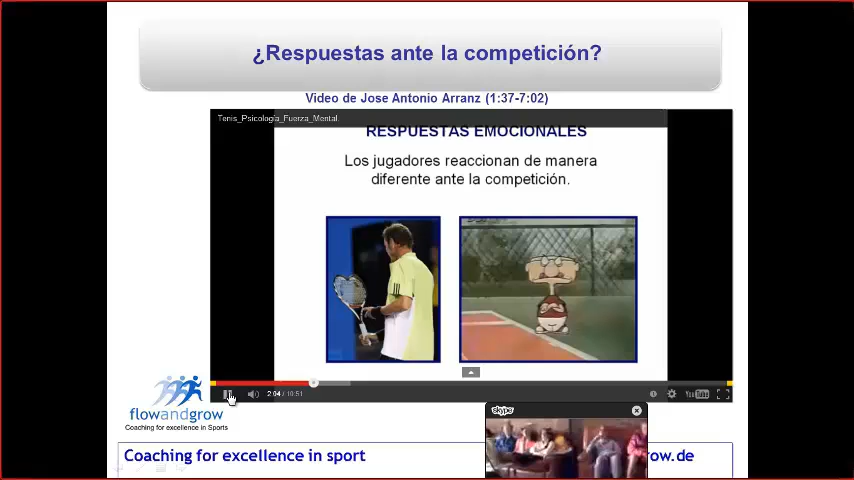 ¿Respuestas ante la competición?
Video de Jose Antonio Arranz (1:37-7:02)
Tenis_Psicología_Fuerza_Mental.
RESPUESTAS EMOCIONALES
Los jugadores reaccionan de manera
diferente ante la competición.
2:04 / 10:51
YouTube
flowandgrow
Coaching for excellence in Sports
skype
Coaching for excellence in sport
row.de